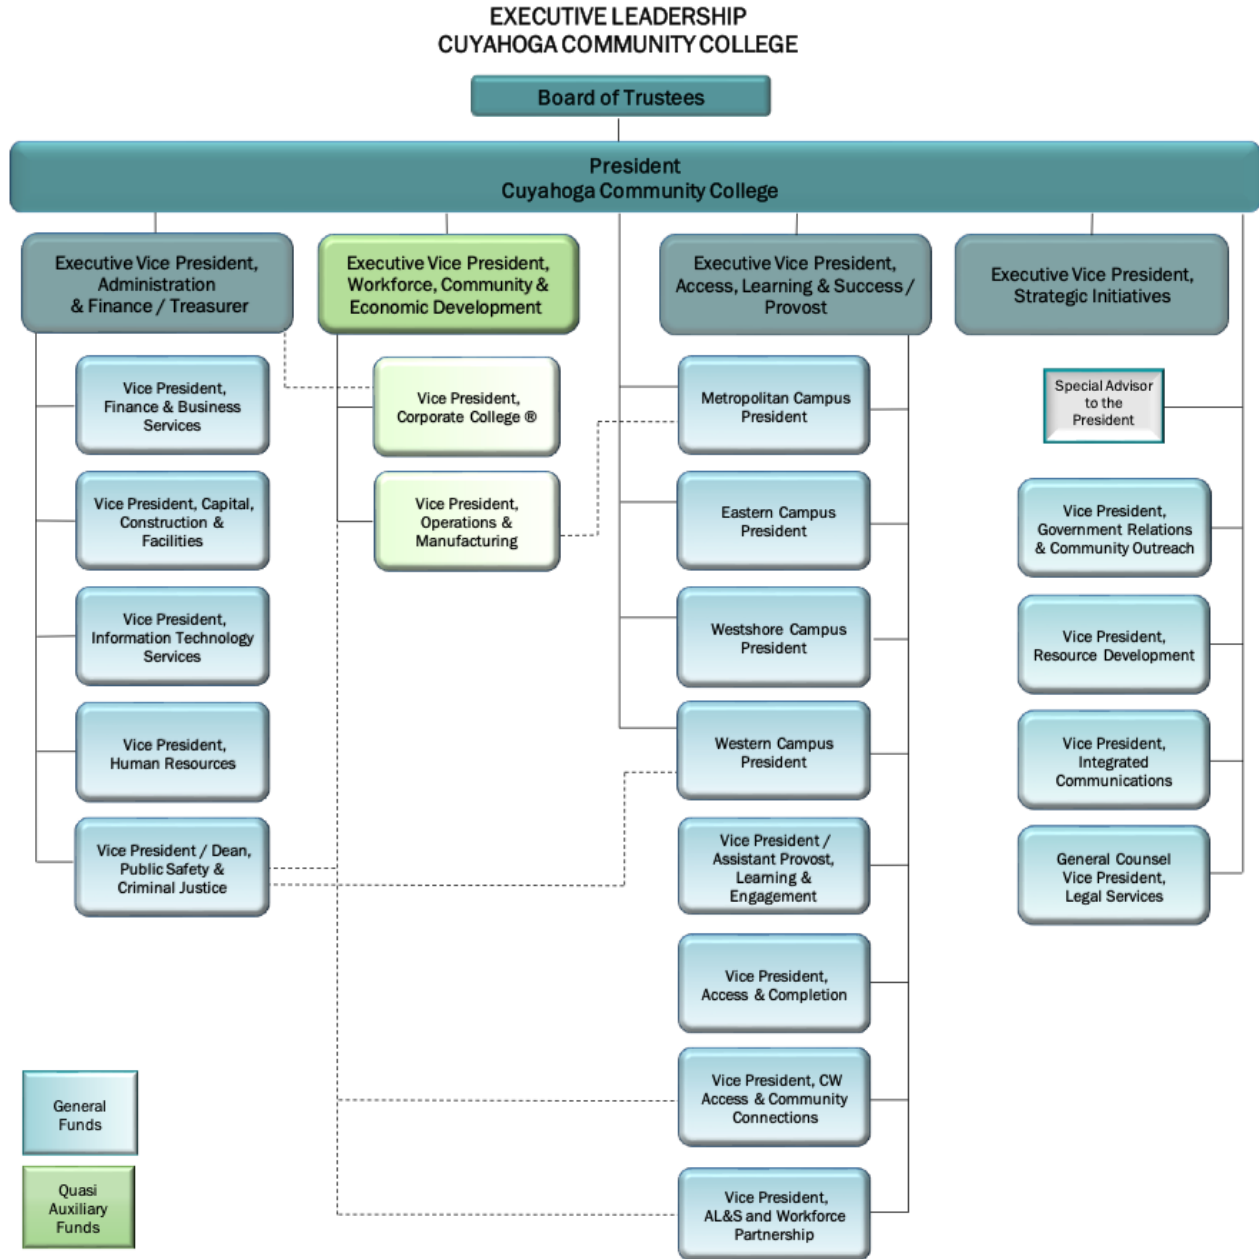 EXECUTIVE LEADERSHIP
CUYAHOGA COMMUNITY COLLEGE
Board of Trustees
President
Cuyahoga Community College
Executive Vice President,
Administration
& Finance / Treasurer
Executive Vice President,
Workforce, Community &
Economic Development
Executive Vice President,
Access, Learning & Success /
Provost
Executive Vice President,
Strategic Initiatives
Vice President,
Finance & Business
Services
Vice President, Capital,
Construction &
Facilities
Vice President,
Information Technology
Services
Vice President,
Human Resources
Vice President / Dean,
Public Safety &
Criminal Justice
Vice President,
Corporate College ®
Vice President,
Operations &
Manufacturing
Metropolitan Campus
President
Eastern Campus
President
Westshore Campus
President
Western Campus
President
Vice President /
Assistant Provost,
Learning &
Engagement
Vice President,
Access & Completion
Vice President, CW
Access & Community
Connections
Vice President,
AL&S and Workforce
Partnership
Special Advisor
to the
President
Vice President,
Government Relations
& Community Outreach
Vice President,
Resource Development
Vice President,
Integrated
Communications
General Counsel
Vice President,
Legal Services
General
Funds
Quasi
Auxiliary
Funds